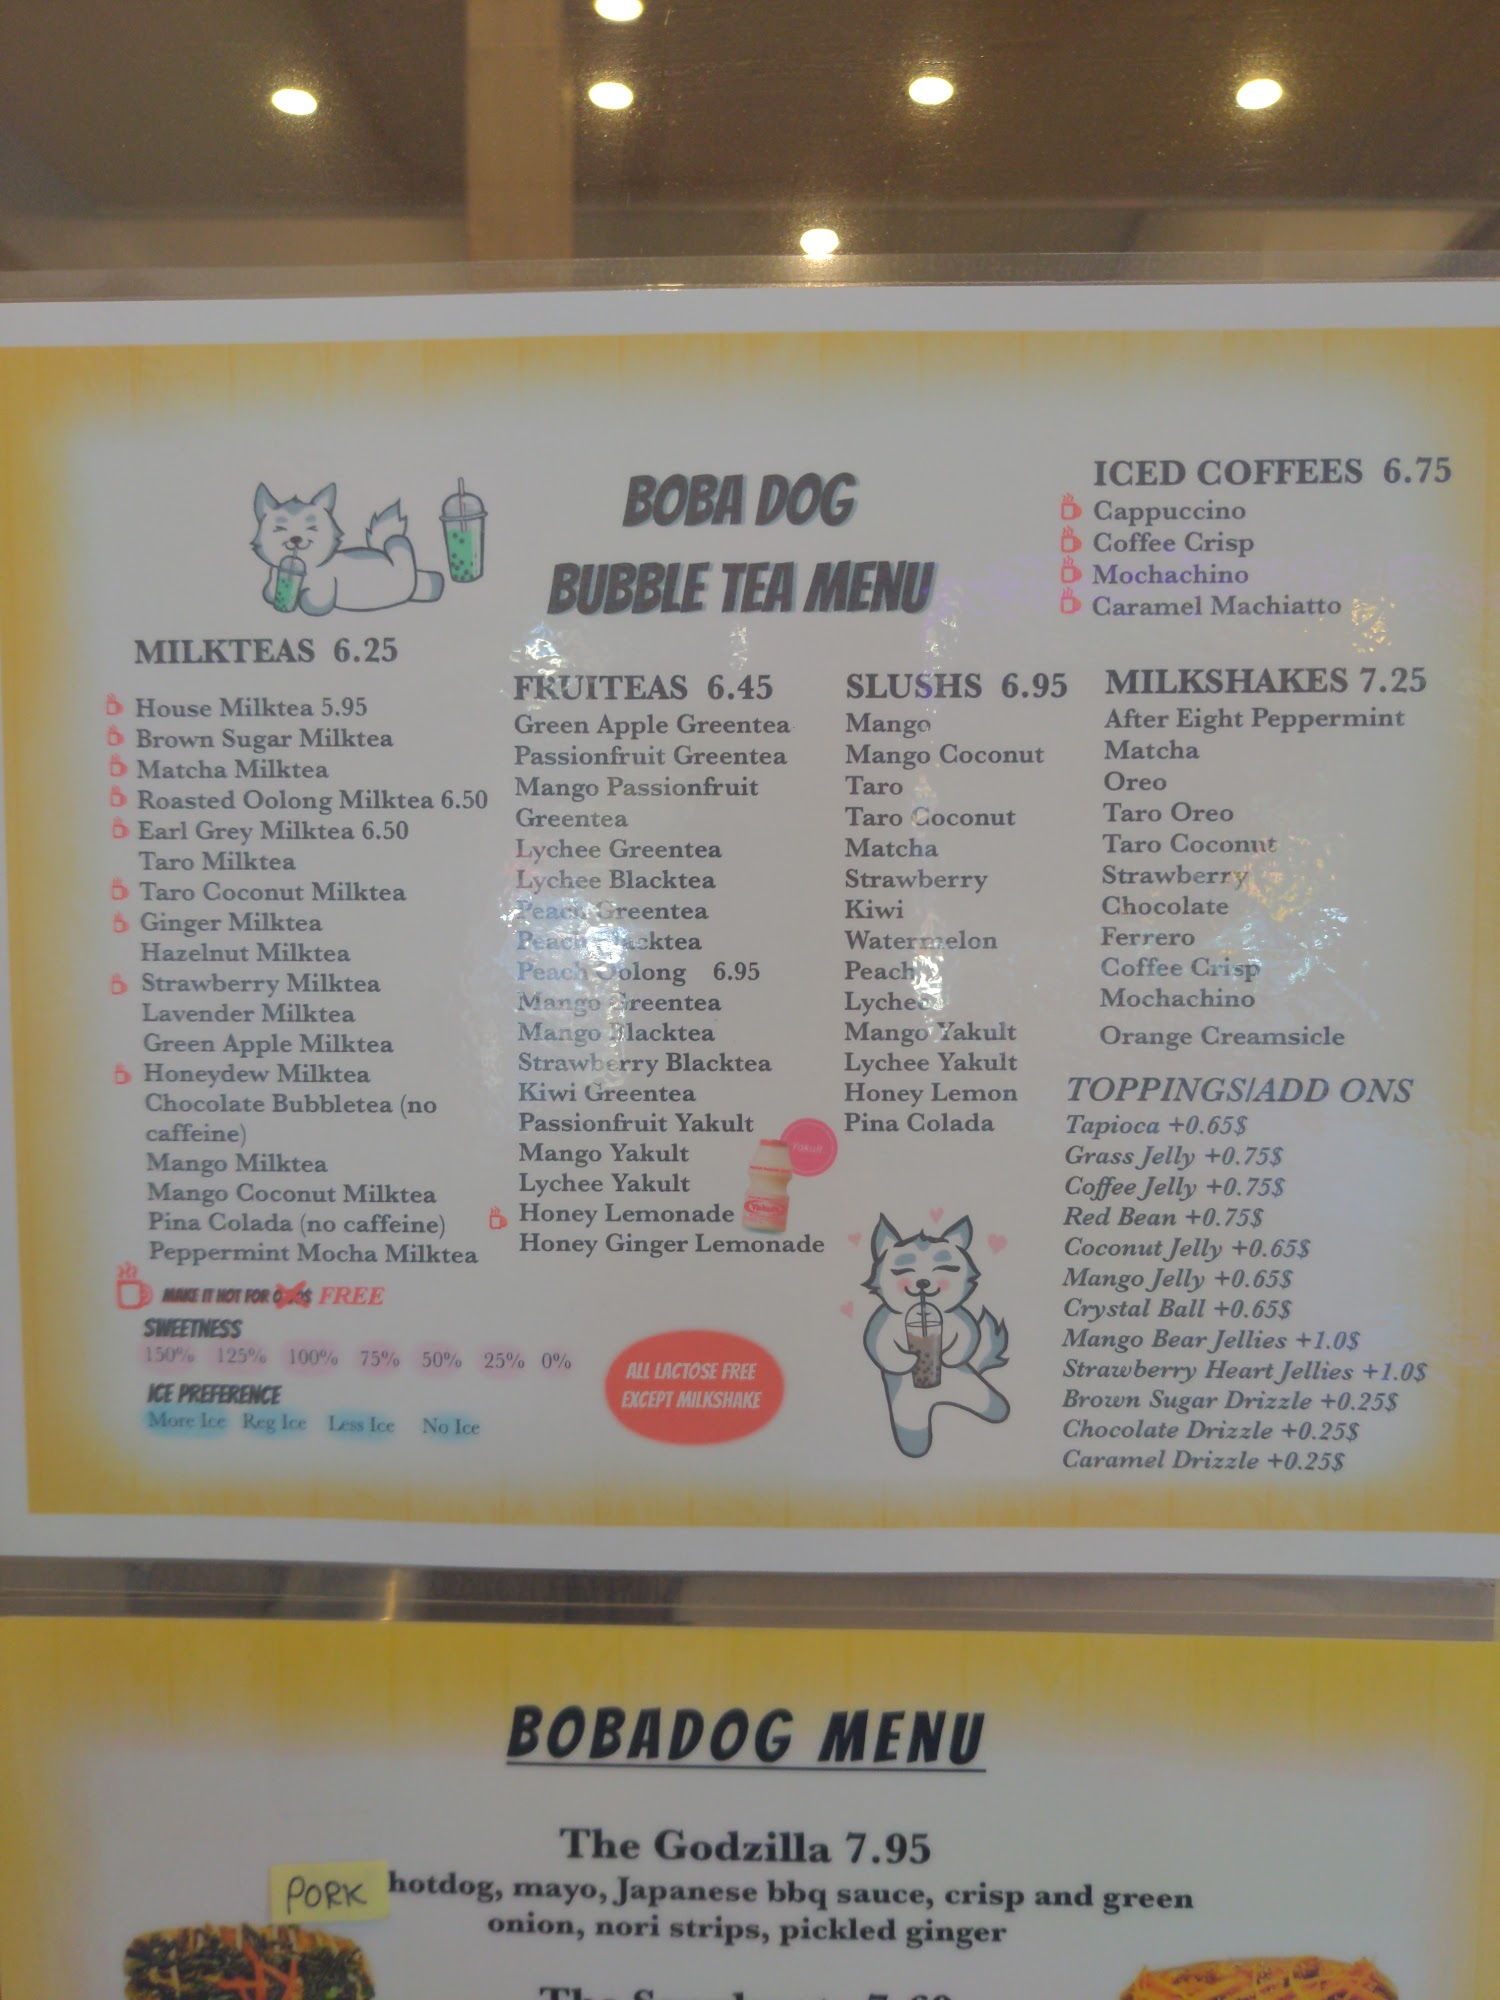 BOBA DOG
BUBBLE TEA MENU
MILKTEAS 6.25
House Milktea 5.95
Brown Sugar Milktea
Matcha Milktea
Roasted Oolong Milktea 6.50
Earl Grey Milktea 6.50
Taro Milktea
Taro Coconut Milktea
Ginger Milktea
Hazelnut Milktea
Strawberry Milktea
Lavender Milktea
Green Apple Milktea
Honeydew Milktea
Chocolate Bubbletea (no
caffeine)
Mango Milktea
Mango Coconut Milktea
Pina Colada (no caffeine)
Peppermint Mocha Milktea
MAKE IT HOT FOR FREE
SWEETNESS
150% 125% 100% 75% 50% 25% 0%
ICE PREFERENCE
More Ice Reg Ice Less Ice No Ice
FRUITEAS 6.45
Green Apple Greentea
Passionfruit Greentea
Mango Passionfruit
Greentea
Lychee Greentea
Lychee Blacktea
Peach Greentea
Peach Blacktea
Peach Oolong 6.95
Mango Greentea
Mango Blacktea
Strawberry Blacktea
Kiwi Greentea
Passionfruit Yakult
Mango Yakult
Lychee Yakult
Honey Lemonade
Honey Ginger Lemonade
Yakult
Yakult
ALL LACTOSE FREE
EXCEPT MILKSHAKE
SLUSHS 6.95
Mango
Mango Coconut
Taro
Taro Coconut
Matcha
Strawberry
Kiwi
Watermelon
Peach
Lychee
Mango Yakult
Lychee Yakult
Honey Lemon
Pina Colada
ICED COFFEES 6.75
Cappuccino
Coffee Crisp
Mochachino
Caramel Machiatto
MILKSHAKES 7.25
After Eight Peppermint
Matcha
Oreo
Taro Oreo
Taro Coconut
Strawberry
Chocolate
Ferrero
Coffee Crisp
Mochachino
Orange Creamsicle
TOPPINGS/ADD ONS
Tapioca +0.65$
Grass Jelly +0.75$
Coffee Jelly +0.75$
Red Bean +0.75$
Coconut Jelly +0.65$
Mango Jelly +0.65$
Crystal Ball +0.65$
Mango Bear Jellies +1.0$
Strawberry Heart Jellies +1.0$
Brown Sugar Drizzle +0.25$
Chocolate Drizzle +0.25$
Caramel Drizzle +0.25$
BOBADOG MENU
The Godzilla 7.95
PORK hotdog, mayo, Japanese bbq sauce, crisp and green
onion, nori strips, pickled ginger